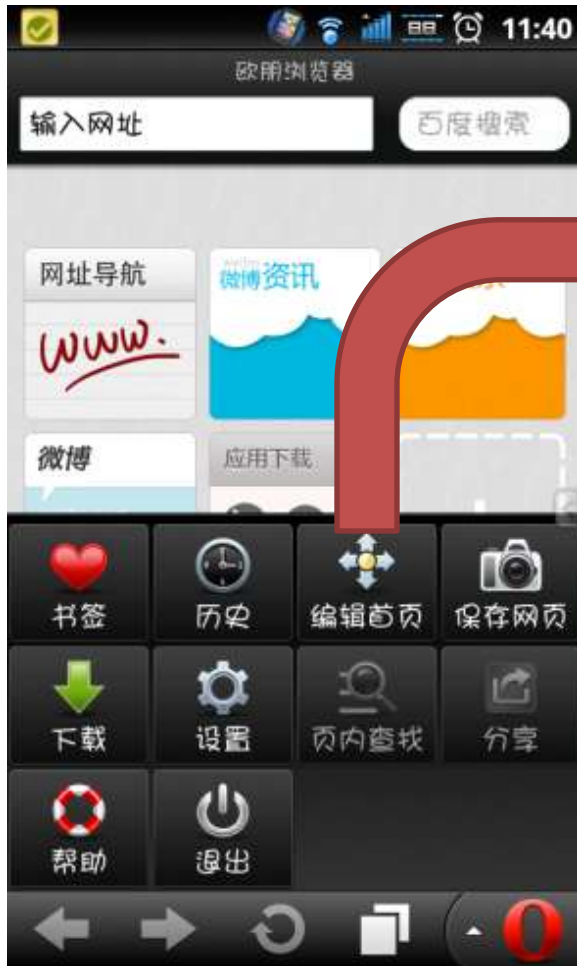 11:40
欧朋浏览器
输入网址
百度搜索
网址导航
微博资讯
www.
微博
应用下载
书签
历史
编辑首页
保存网页
下载
设置
页内查找
分享
帮助
退出